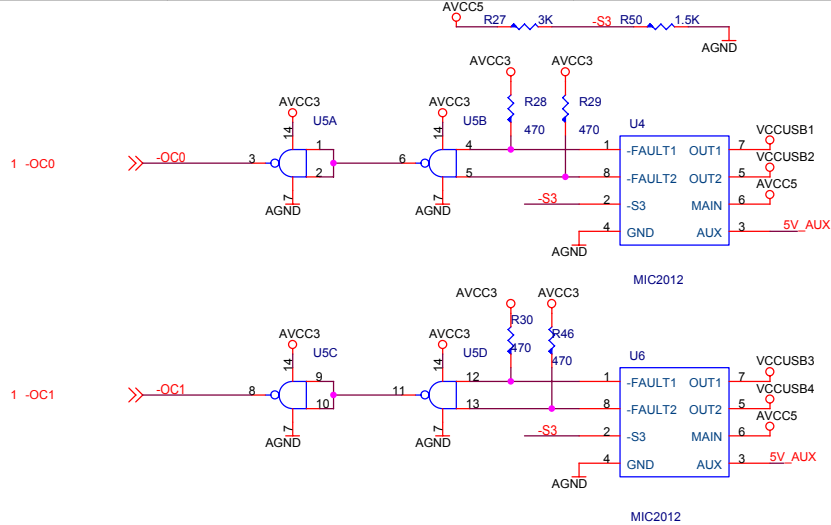 AVCC5
R27 3K -S3 R50 1.5K
AGND
AVCC3 AVCC3
AVCC3 AVCC3
R28 R29
U5A U5B U4
14 14
470 470
VCCUSB1
1 4 1 -FAULT1 OUT1 7
1 -OC0 -OC0 3 6 VCCUSB2
2 5 8 -FAULT2 OUT2 5
AVCC5
7 7 -S3 2 -S3 MAIN 6
AGND AGND 5V_AUX
4 GND AUX 3
AGND
MIC2012
AVCC3 AVCC3
R30 R46
AVCC3 AVCC3
470 470
U5C U5D U6
14 14
VCCUSB3
9 12 1 -FAULT1 OUT1 7
1 -OC1 -OC1 8 11 VCCUSB4
10 13 8 -FAULT2 OUT2 5
AVCC5
7 7 -S3 2 -S3 MAIN 6
AGND AGND 5V_AUX
4 GND AUX 3
AGND
MIC2012